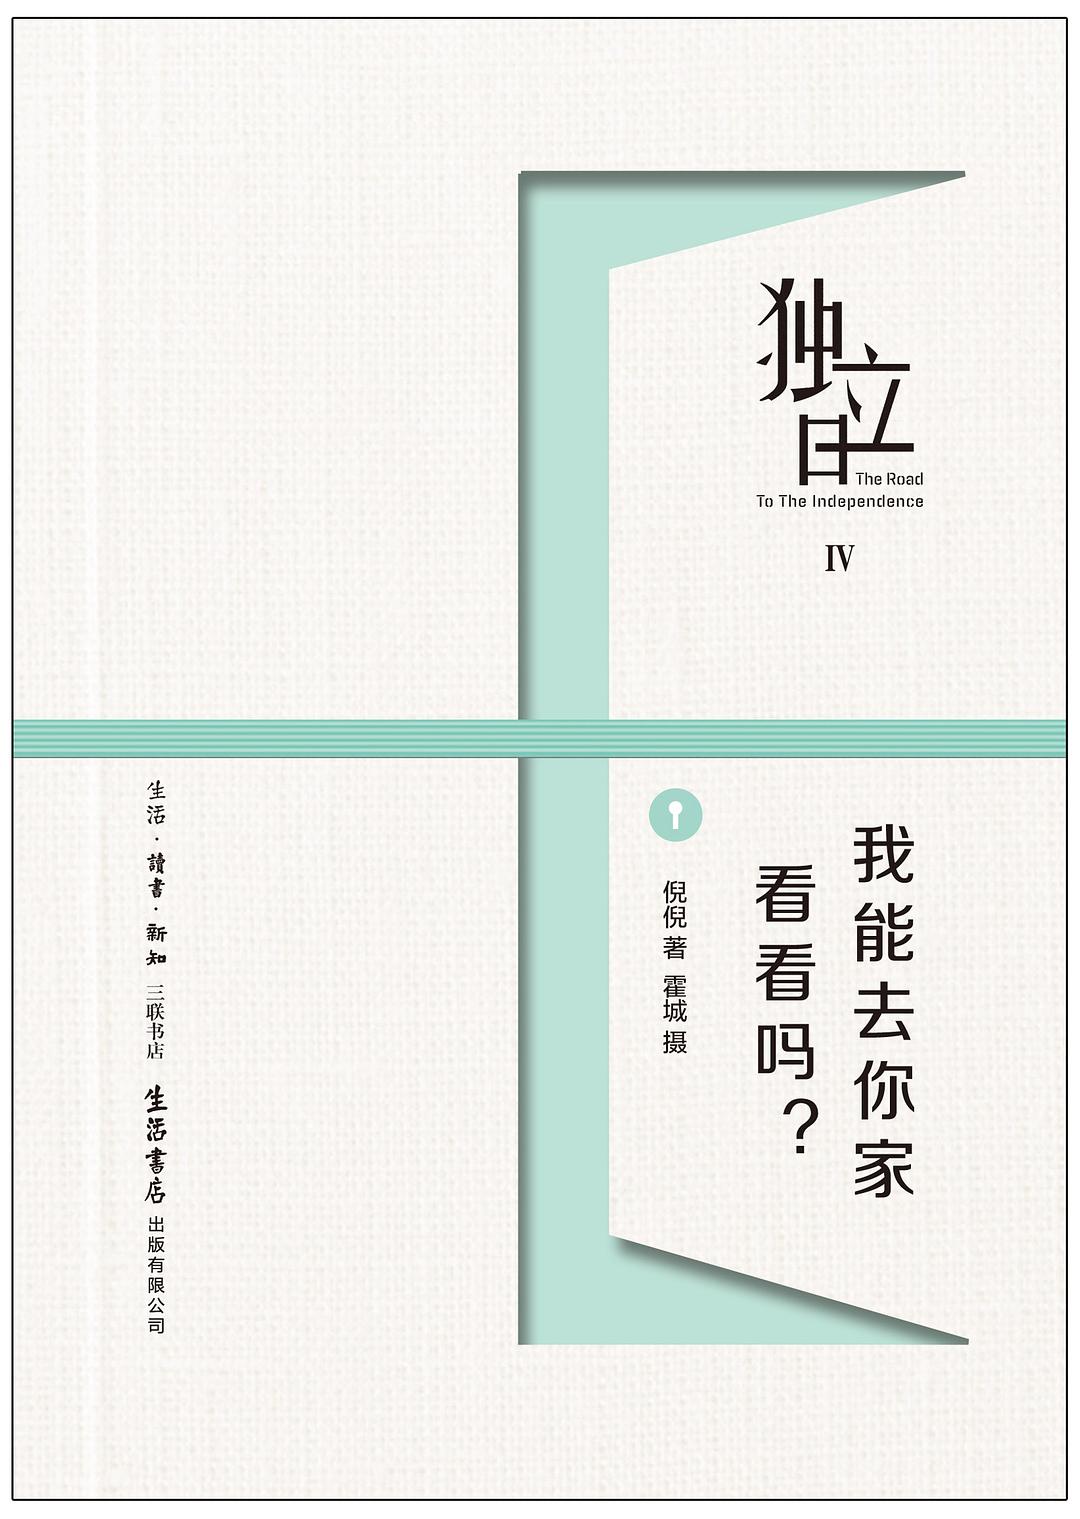 独立日
The Road
To The Independence
IV
我能去你家
看看吗？
倪倪 著 霍城 摄
生活·讀書·新知 三联书店
生活書店出版有限公司